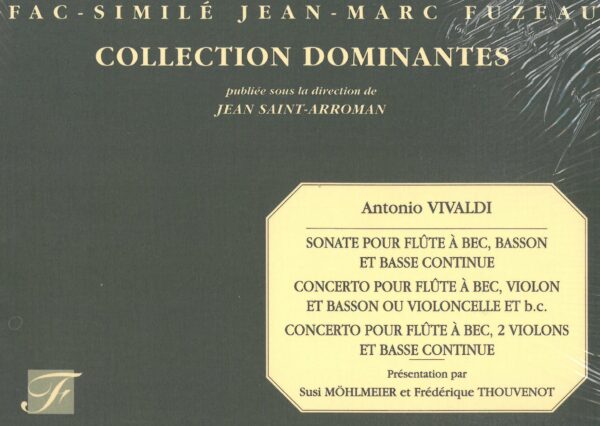 FAC-SIMILÉ JEAN-MARC FUZEAU
COLLECTION DOMINANTES
publiée sous la direction de
JEAN SAINT-ARROMAN
Antonio VIVALDI
SONATE POUR FLÛTE À BEC, BASSON
ET BASSE CONTINUE
CONCERTO POUR FLÛTE À BEC, VIOLON
ET BASSON OU VIOLONCELLE ET b.c.
CONCERTO POUR FLÛTE À BEC, 2 VIOLONS
ET BASSE CONTINUE
Présentation par
Susi MÖHLMEIER et Frédérique THOUVENOT
F